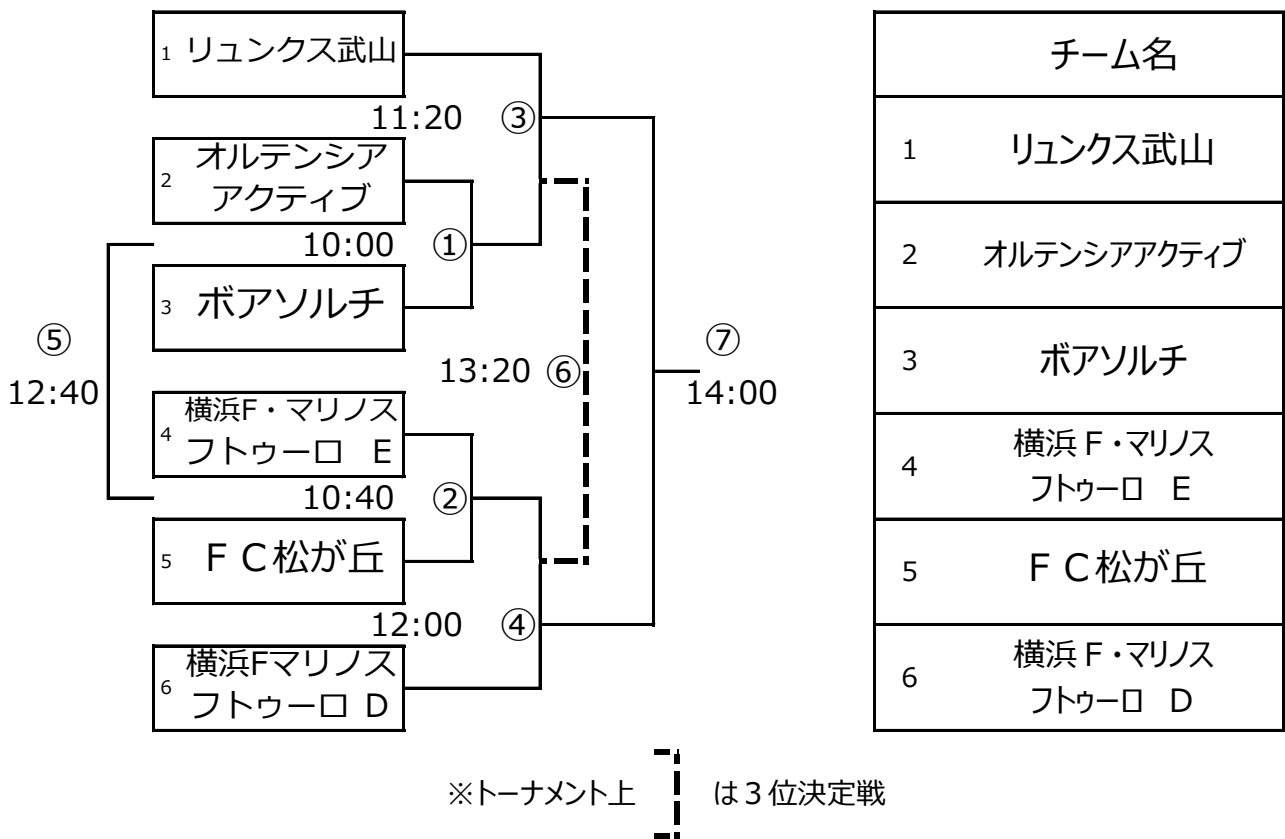 1 リュンクス武山
11:20 ③
2 オルテンシア
アクティブ
10:00 ①
3 ボアソルチ
⑤
12:40
13:20 ⑥
⑦
14:00
4 横浜F・マリノス
フトゥーロ E
10:40 ②
5 FC松が丘
12:00 ④
6 横浜Fマリノス
フトゥーロ D
チーム名
1 リュンクス武山
2 オルテンシアアクティブ
3 ボアソルチ
4 横浜F・マリノス
フトゥーロ E
5 FC松が丘
6 横浜F・マリノス
フトゥーロ D
※トーナメント上 は3位決定戦